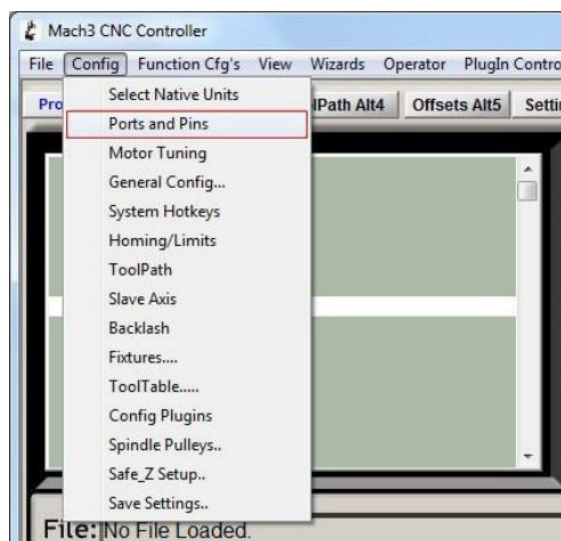 Mach3 CNC Controller
File Config Function Cfg's View Wizards Operator PlugIn Contro
Pro lPath Alt4 Offsets Alt5 Setti
Select Native Units
Ports and Pins
Motor Tuning
General Config...
System Hotkeys
Homing/Limits
ToolPath
Slave Axis
Backlash
Fixtures....
ToolTable.....
Config Plugins
Spindle Pulleys..
Safe_Z Setup..
Save Settings..
File: No File Loaded.